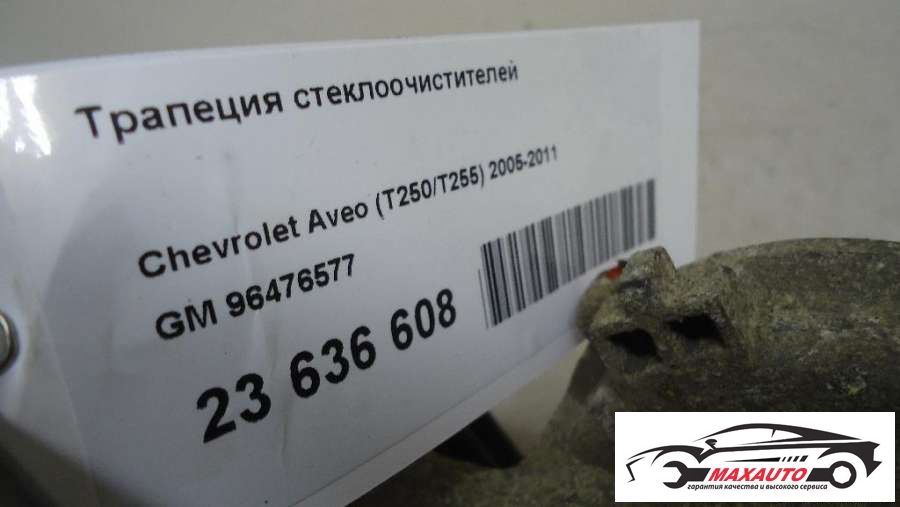 Трапеция стеклоочистителей
Chevrolet Aveo (T250/T255) 2005-2011
GM 96476577
23 636 608
MAXAUTO
гарантия качества и высокого сервиса